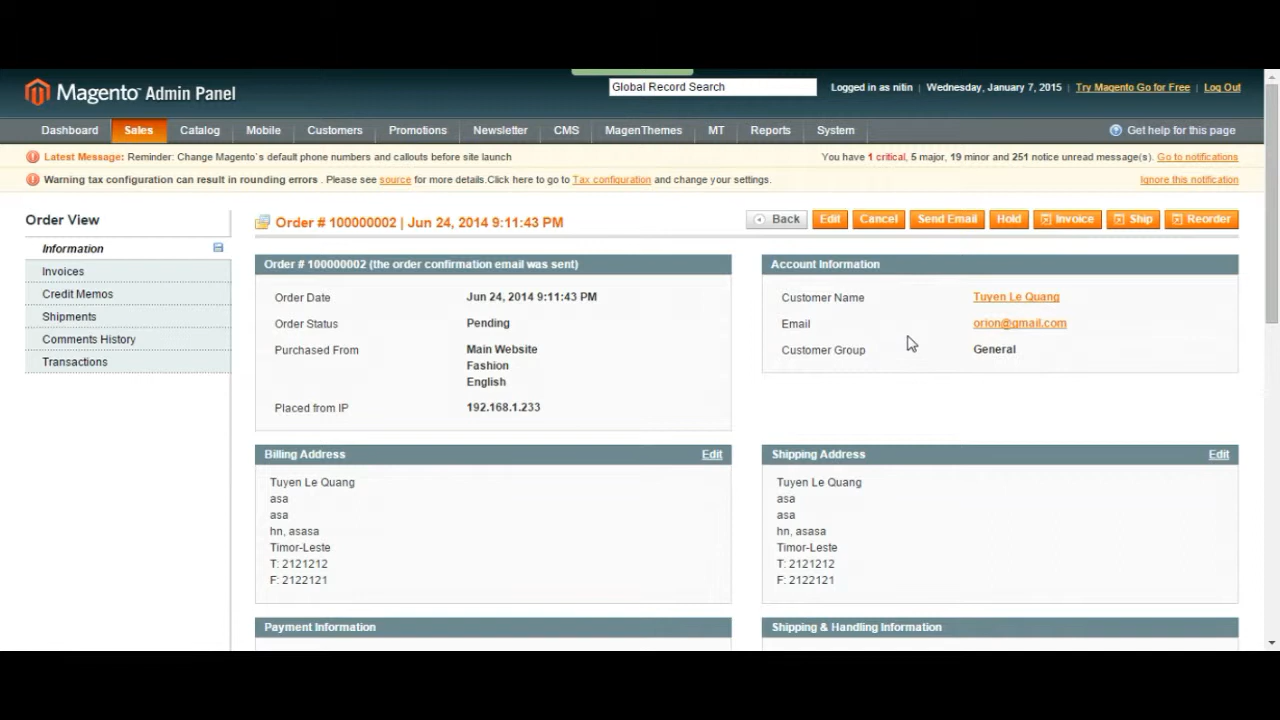 Magento Admin Panel
Global Record Search
Logged in as nitin | Wednesday, January 7, 2015 | Try Magento Go for Free | Log Out
Dashboard Sales Catalog Mobile Customers Promotions Newsletter CMS MagenThemes MT Reports System Get help for this page
Latest Message: Reminder: Change Magento`s default phone numbers and callouts before site launch You have 1 critical, 5 major, 19 minor and 251 notice unread message(s). Go to notifications
Warning tax configuration can result in rounding errors . Please see source for more details.Click here to go to Tax configuration and change your settings. Ignore this notification
Order View
Information
Invoices
Credit Memos
Shipments
Comments History
Transactions
Order # 100000002 | Jun 24, 2014 9:11:43 PM
Back Edit Cancel Send Email Hold Invoice Ship Reorder
Order # 100000002 (the order confirmation email was sent)
Order Date Jun 24, 2014 9:11:43 PM
Order Status Pending
Purchased From Main Website
Fashion
English
Placed from IP 192.168.1.233
Account Information
Customer Name Tuyen Le Quang
Email orion@gmail.com
Customer Group General
Billing Address Edit
Tuyen Le Quang
asa
asa
hn, asasa
Timor-Leste
T: 2121212
F: 2122121
Shipping Address Edit
Tuyen Le Quang
asa
asa
hn, asasa
Timor-Leste
T: 2121212
F: 2122121
Payment Information
Shipping & Handling Information